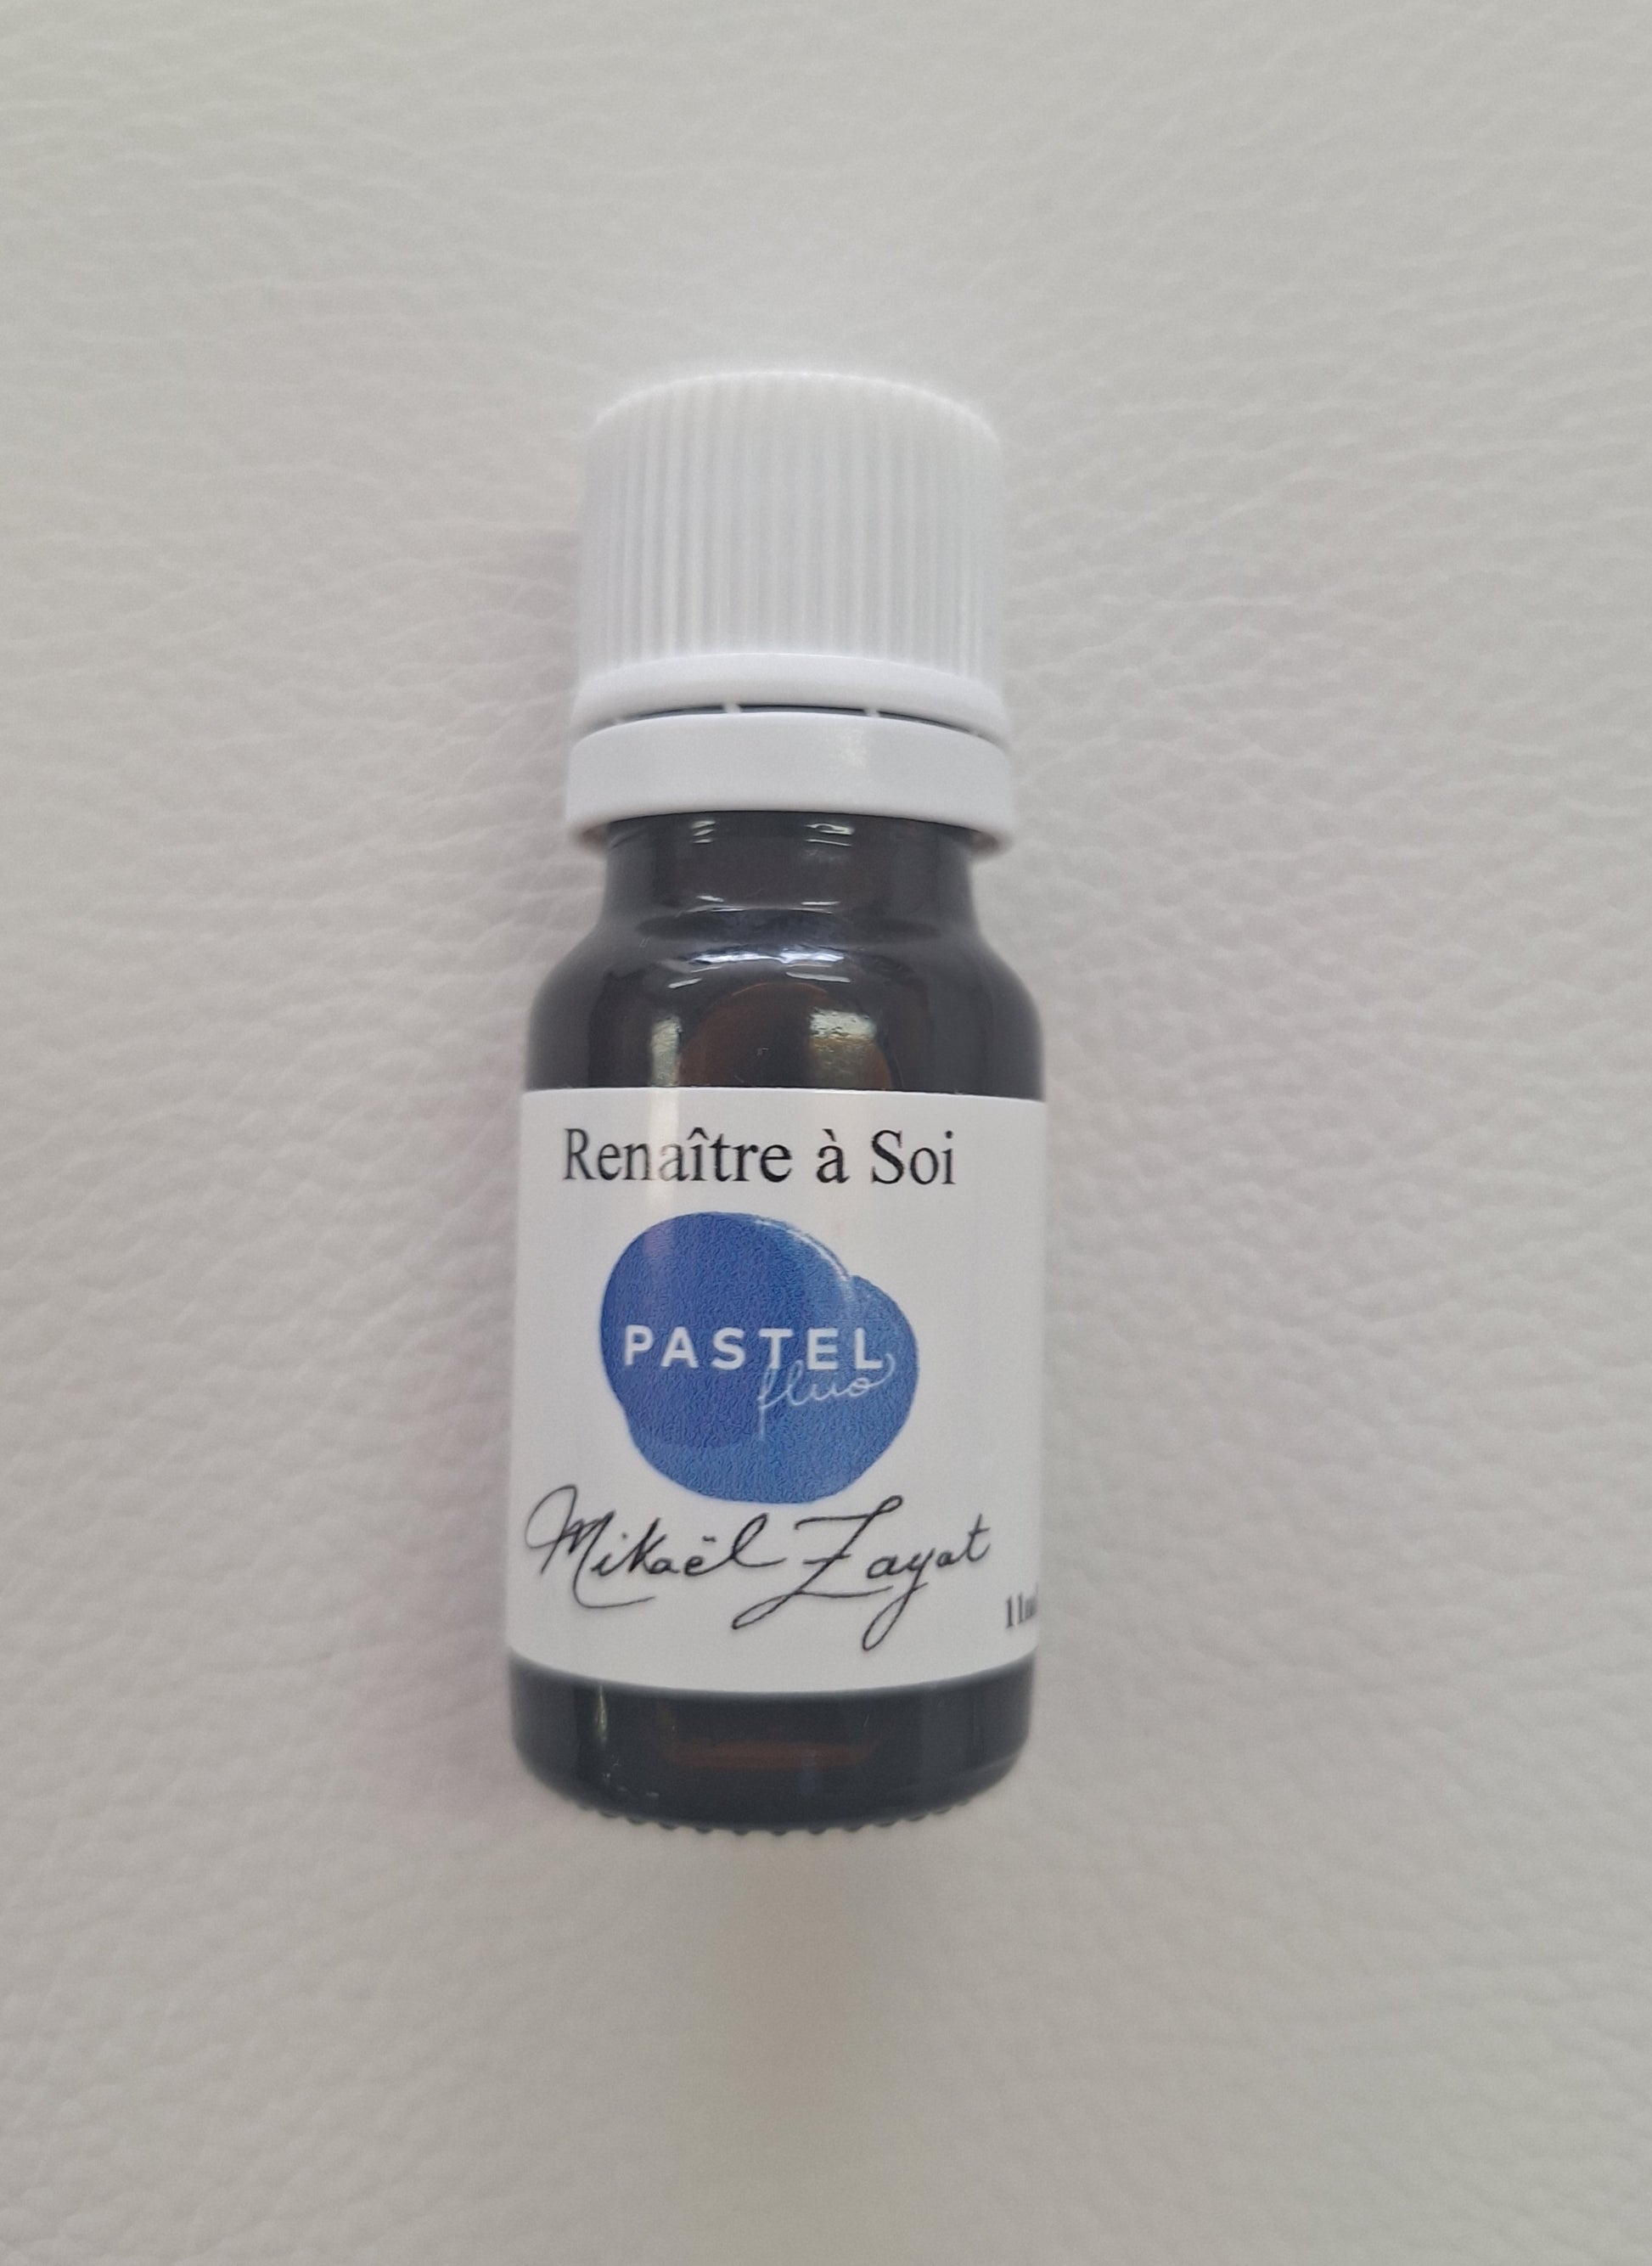 Renaître à Soi
PASTEL
fluo
Mikaël Zayat